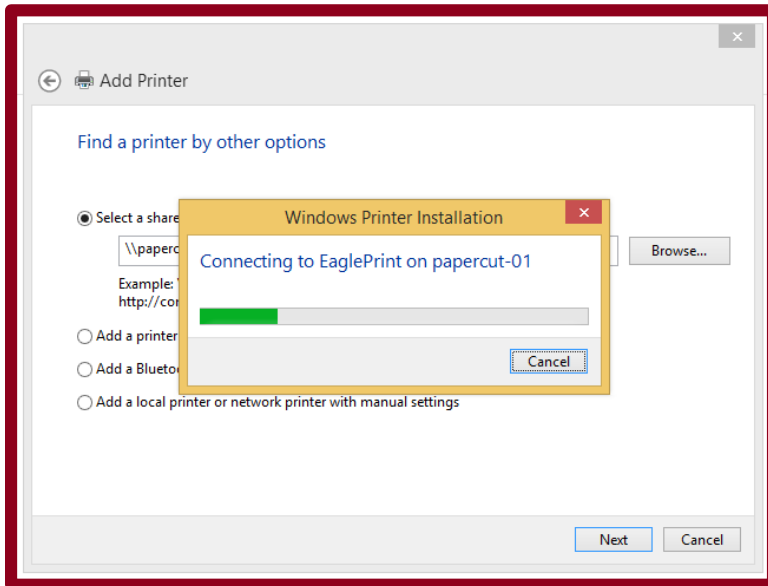 Add Printer
Find a printer by other options
Select a share
\\paperc
Browse...
Example:
http://cor
Add a printer
Add a Blueto
Add a local printer or network printer with manual settings
Windows Printer Installation
Connecting to EaglePrint on papercut-01
Cancel
Next Cancel